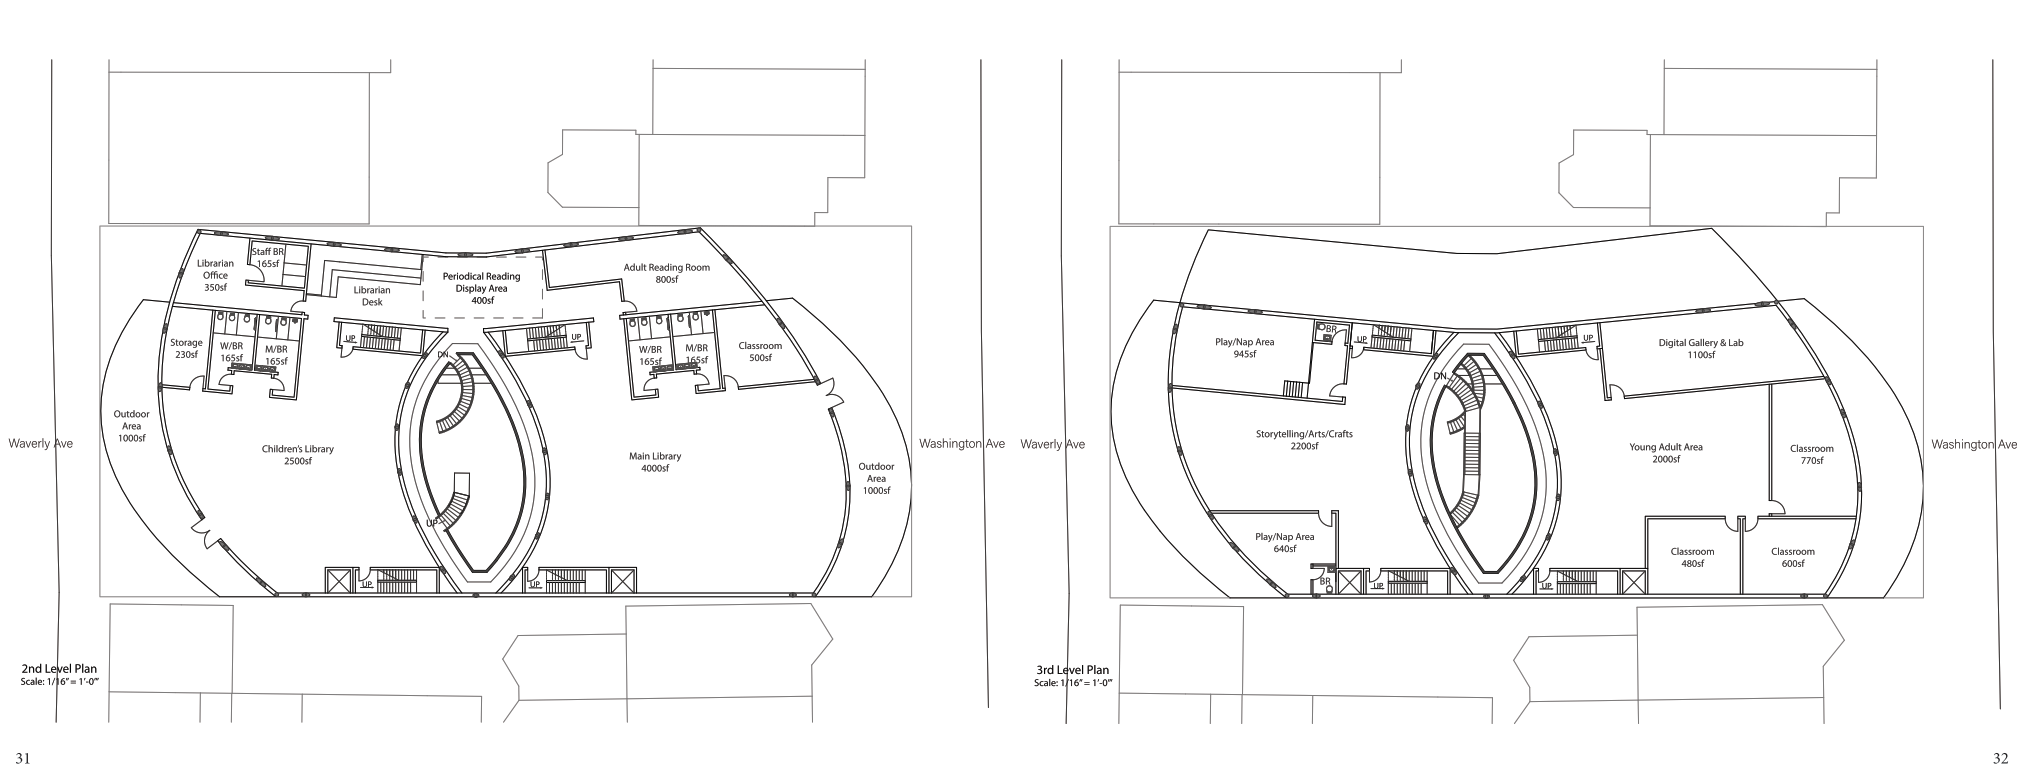 Staff BR
165sf
Librarian
Office
350sf
Librarian
Desk
Periodical Reading
Display Area
400sf
Adult Reading Room
800sf
Storage
230sf
W/BR
165sf
M/BR
165sf
UP
DN
UP
W/BR
165sf
M/BR
165sf
Classroom
500sf
Outdoor
Area
1000sf
Waverly Ave
Children's Library
2500sf
Main Library
4000sf
Outdoor
Area
1000sf
Washington Ave
UP
UP
UP
2nd Level Plan
Scale: 1/16" = 1'-0"'
31
Play/Nap Area
945sf
BR
UP
DN
UP
Digital Gallery & Lab
1100sf
Waverly Ave
Storytelling/Arts/Crafts
2200sf
Young Adult Area
2000sf
Classroom
770sf
Washington Ave
Play/Nap Area
640sf
BR
UP
UP
Classroom
480sf
Classroom
600sf
3rd Level Plan
Scale: 1/16" = 1'-0"'
32